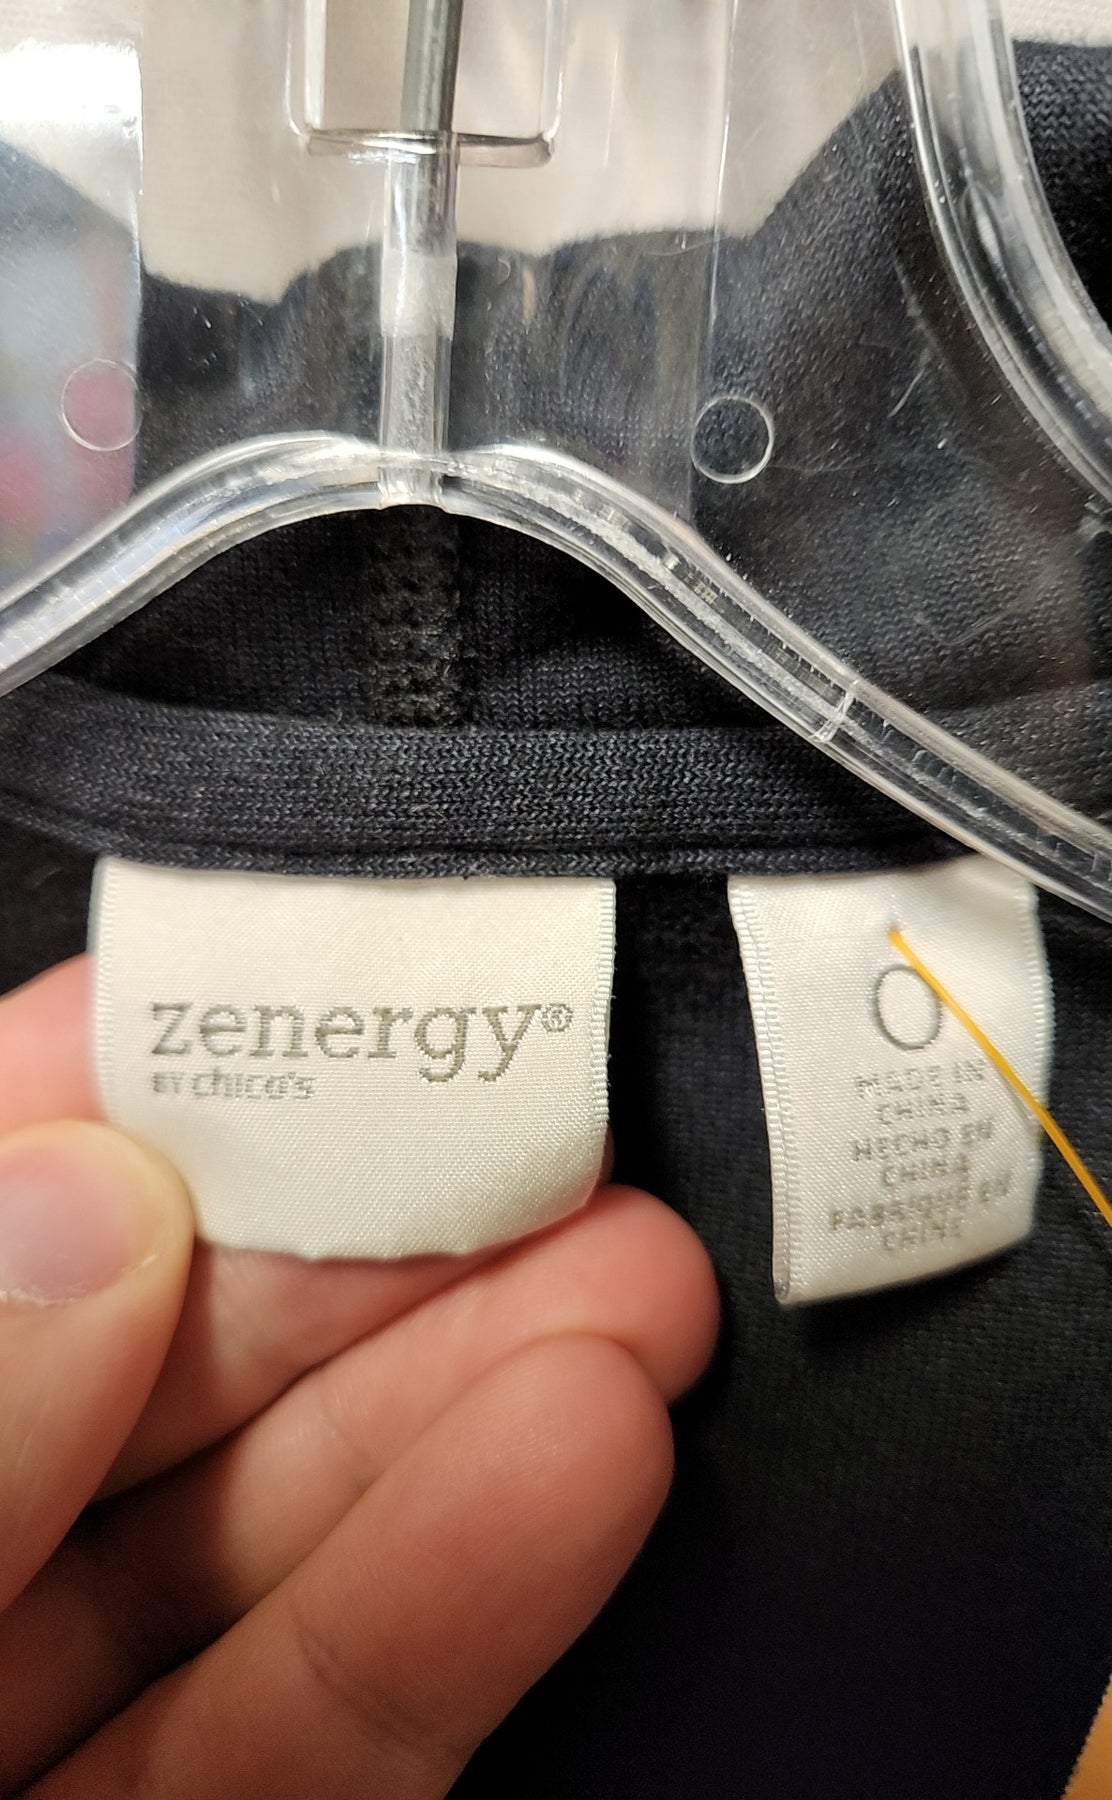 zenergy®
BY chico's
0
MADE IN
CHINA
HECHO EN
CHINA
FABRIQUÉ EN
CHINE